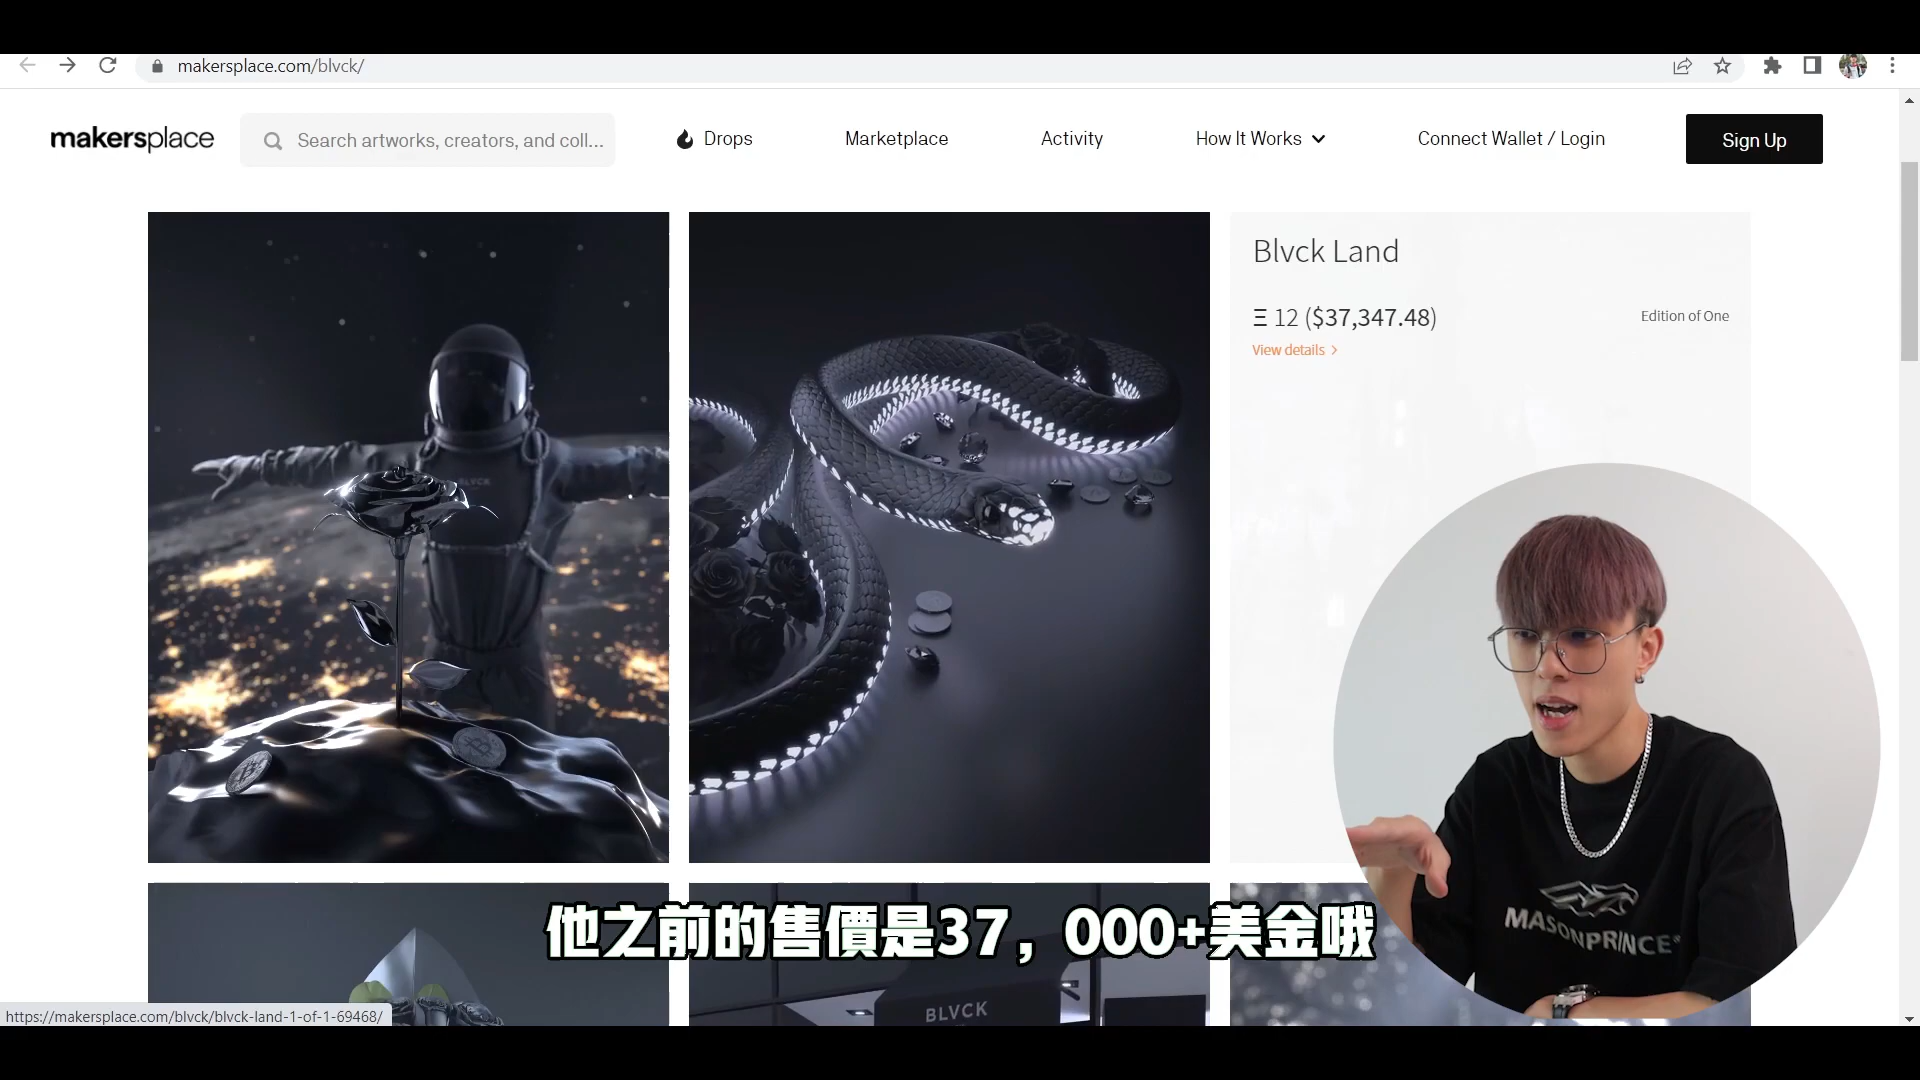 makersplace.com/blvck/
makersplace
Search artworks, creators, and coll...
Drops
Marketplace
Activity
How It Works
Connect Wallet / Login
Sign Up
Blvck Land
Ξ 12 ($37,347.48)
Edition of One
View details >
BLVCK
MASONPRINCE
他之前的售價是37，000+美金哦
BLVCK
https://makersplace.com/blvck/blvck-land-1-of-1-69468/